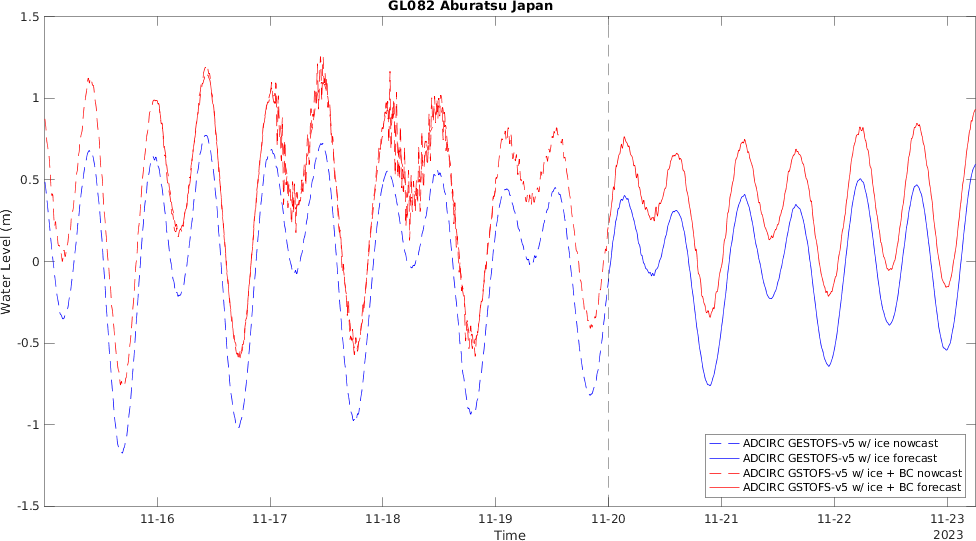 GL082 Aburatsu Japan
1.5
1
0.5
0
-0.5
-1
-1.5
Water Level (m)
11-16
11-17
11-18
11-19
11-20
11-21
11-22
11-23
Time
2023
ADCIRC GESTOFS-v5 w/ ice nowcast
ADCIRC GESTOFS-v5 w/ ice forecast
ADCIRC GSTOFS-v5 w/ ice + BC nowcast
ADCIRC GSTOFS-v5 w/ ice + BC forecast